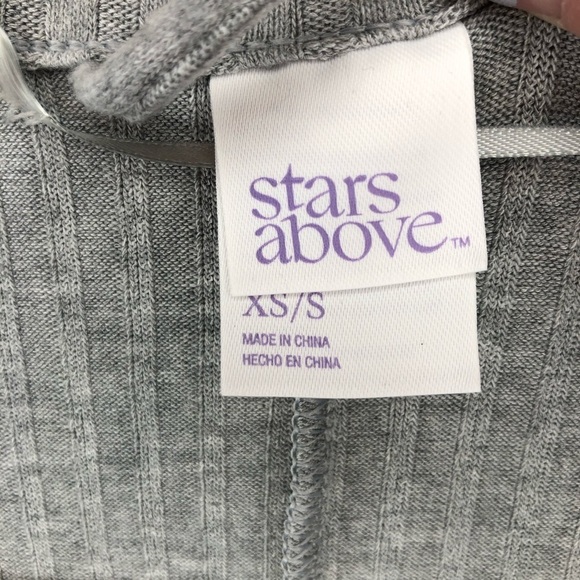 stars
above™
XS/S
MADE IN CHINA
HECHO EN CHINA